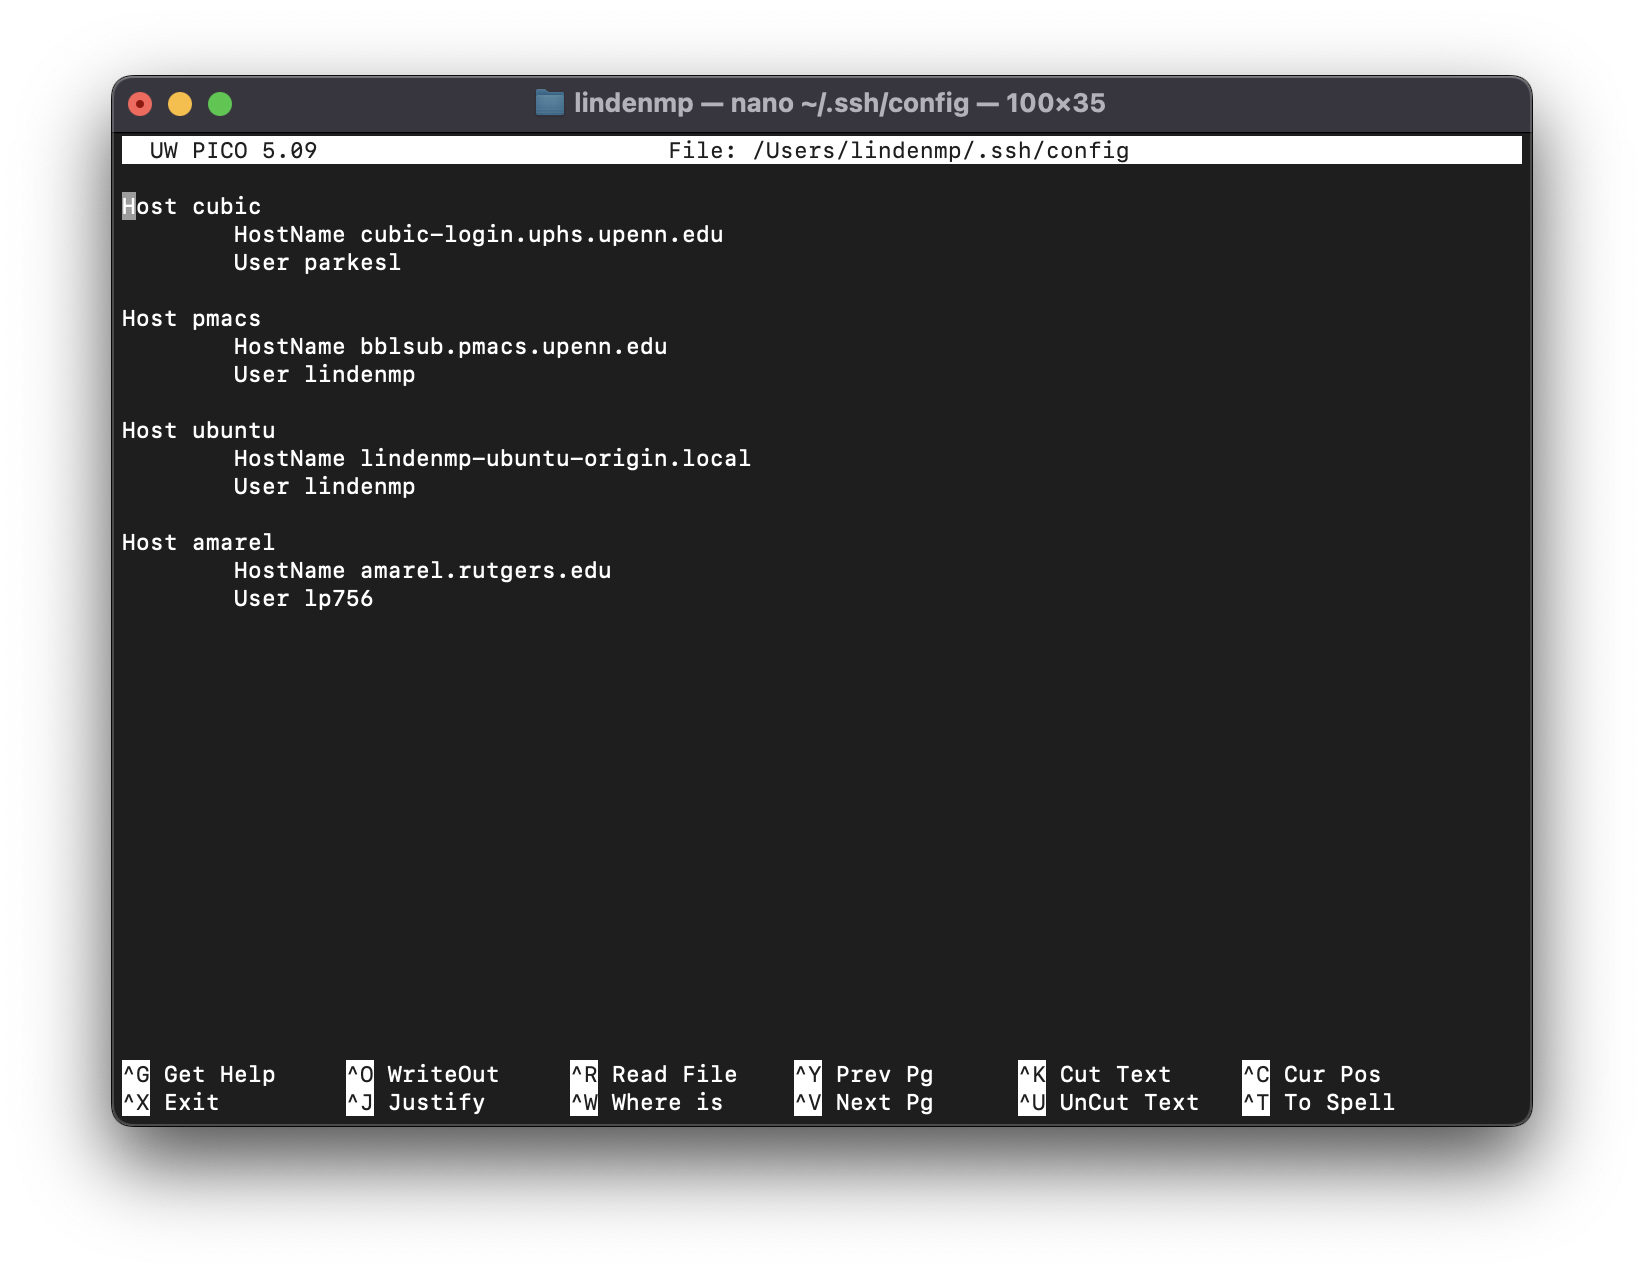 lindenmp — nano ~/.ssh/config — 100×35
UW PICO 5.09 File: /Users/lindenmp/.ssh/config
Host cubic
HostName cubic-login.uphs.upenn.edu
User parkesl
Host pmacs
HostName bblsub.pmacs.upenn.edu
User lindenmp
Host ubuntu
HostName lindenmp-ubuntu-origin.local
User lindenmp
Host amarel
HostName amarel.rutgers.edu
User lp756
^G Get Help ^O WriteOut ^R Read File ^Y Prev Pg ^K Cut Text ^C Cur Pos
^X Exit ^J Justify ^W Where is ^V Next Pg ^U UnCut Text ^T To Spell